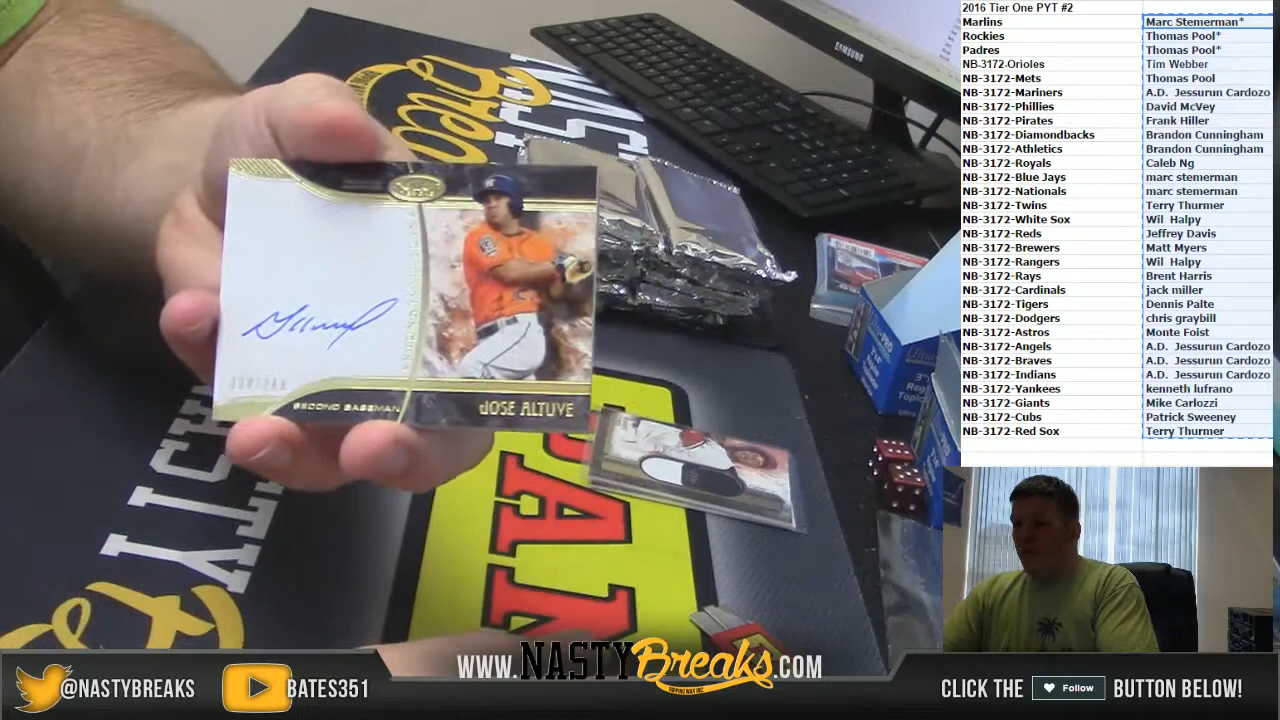 2016 Tier One PYT #2
Marlins Marc Stemerman*
Rockies Thomas Pool*
Padres Thomas Pool*
NB-3172-Orioles Tim Webber
NB-3172-Mets Thomas Pool
NB-3172-Mariners A.D. Jessurun Cardozo
NB-3172-Phillies David McVey
NB-3172-Pirates Frank Hiller
NB-3172-Diamondbacks Brandon Cunningham
NB-3172-Athletics Brandon Cunningham
NB-3172-Royals Caleb Ng
NB-3172-Blue Jays marc stemerman
NB-3172-Nationals marc stemerman
NB-3172-Twins Terry Thurmer
NB-3172-White Sox Wil Halpy
NB-3172-Reds Jeffrey Davis
NB-3172-Brewers Matt Myers
NB-3172-Rangers Wil Halpy
NB-3172-Rays Brent Harris
NB-3172-Cardinals jack miller
NB-3172-Tigers Dennis Palte
NB-3172-Dodgers chris graybill
NB-3172-Astros Monte Foist
NB-3172-Angels A.D. Jessurun Cardozo
NB-3172-Braves A.D. Jessurun Cardozo
NB-3172-Indians A.D. Jessurun Cardozo
NB-3172-Yankees kenneth lufrano
NB-3172-Giants Mike Carlozzi
NB-3172-Cubs Patrick Sweeney
NB-3172-Red Sox Terry Thurmer
SAMSUNG
SECOND BASEMAN
JOSE ALTUVE
NASTY
@NASTYBREAKS
BATES351
WWW.NASTYBreaks.COM
CLICK THE Follow BUTTON BELOW!